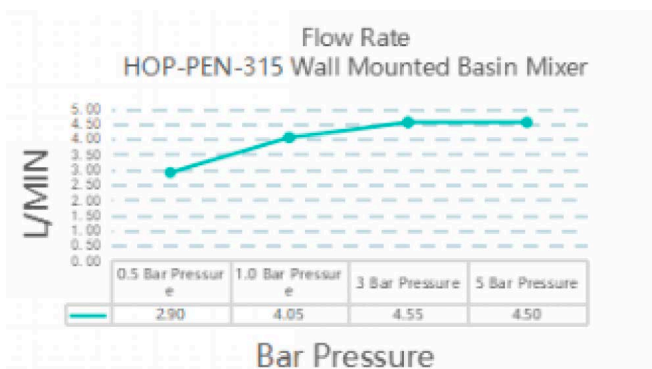 Flow Rate
HOP-PEN-315 Wall Mounted Basin Mixer
5.00
4.50
4.00
3.50
3.00
2.50
2.00
1.50
1.00
0.50
0.00
L/MIN
0.5 Bar Pressur
e
1.0 Bar Pressur
e
3 Bar Pressure
5 Bar Pressure
2.90
4.05
4.55
4.50
Bar Pressure